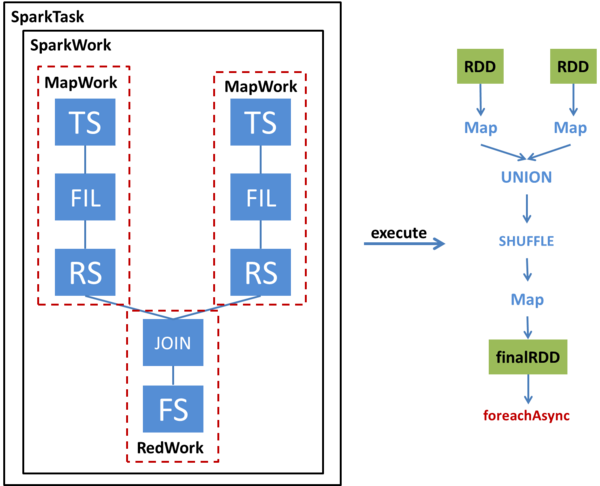 SparkTask
SparkWork
MapWork
TS
FIL
RS
MapWork
TS
FIL
RS
JOIN
FS
RedWork
execute
RDD
RDD
Map
Map
UNION
SHUFFLE
Map
finalRDD
foreachAsync